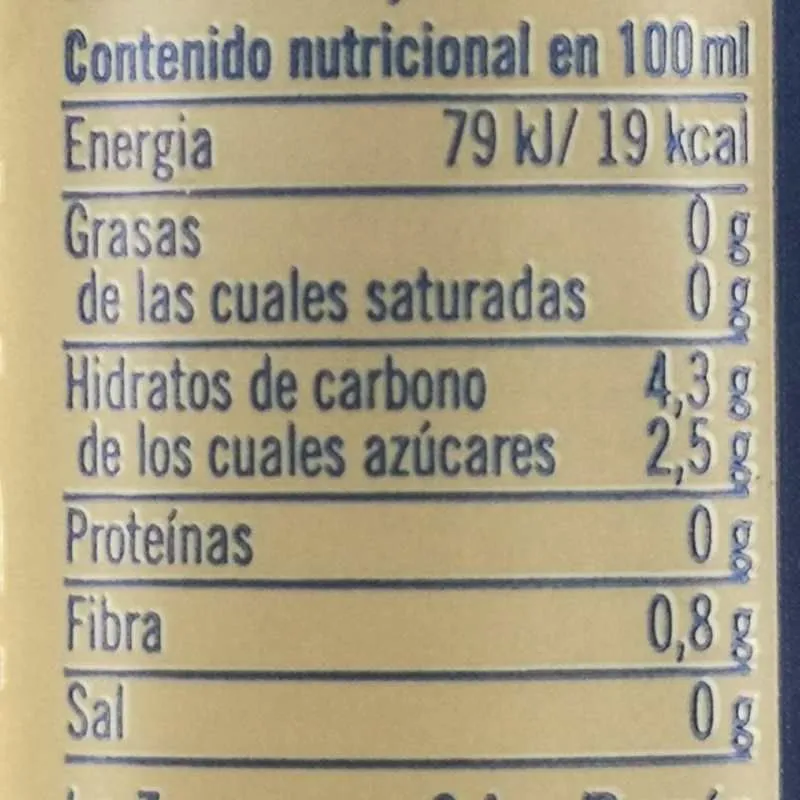 Contenido nutricional en 100 ml
Energia 79 kJ/ 19 kcal
Grasas 0 g
de las cuales saturadas 0 g
Hidratos de carbono 4,3 g
de los cuales azúcares 2,5 g
Proteínas 0 g
Fibra 0,8 g
Sal 0 g